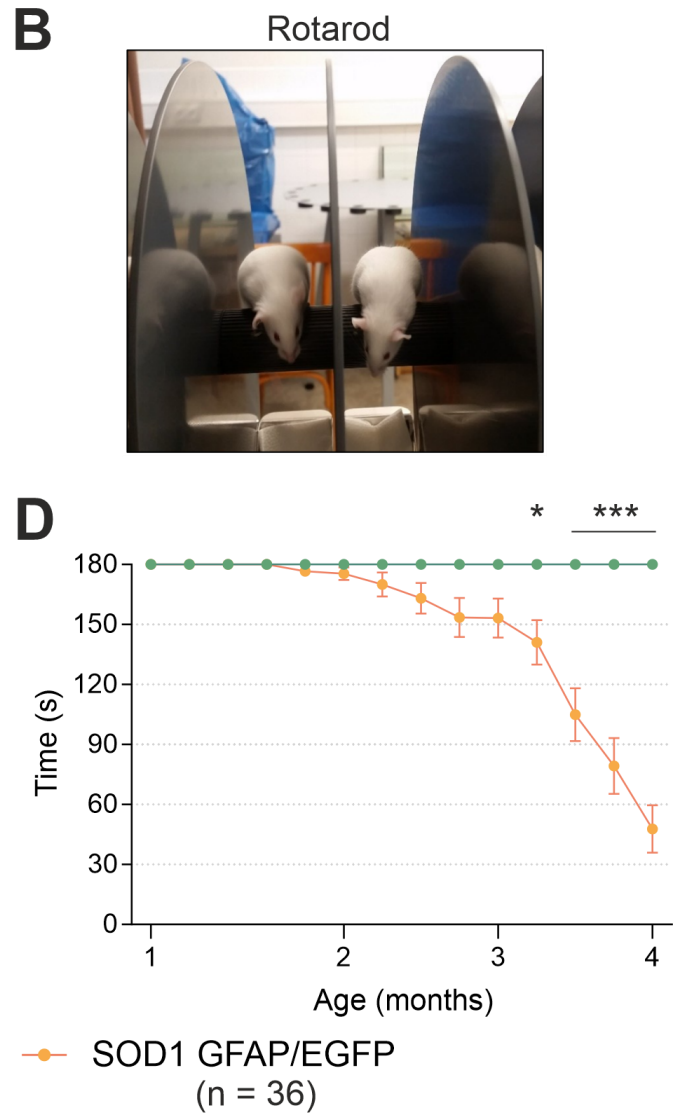 B
Rotarod
D
* ***
180
150
120
90
60
30
0
Time (s)
1 2 3 4
Age (months)
SOD1 GFAP/EGFP
(n = 36)